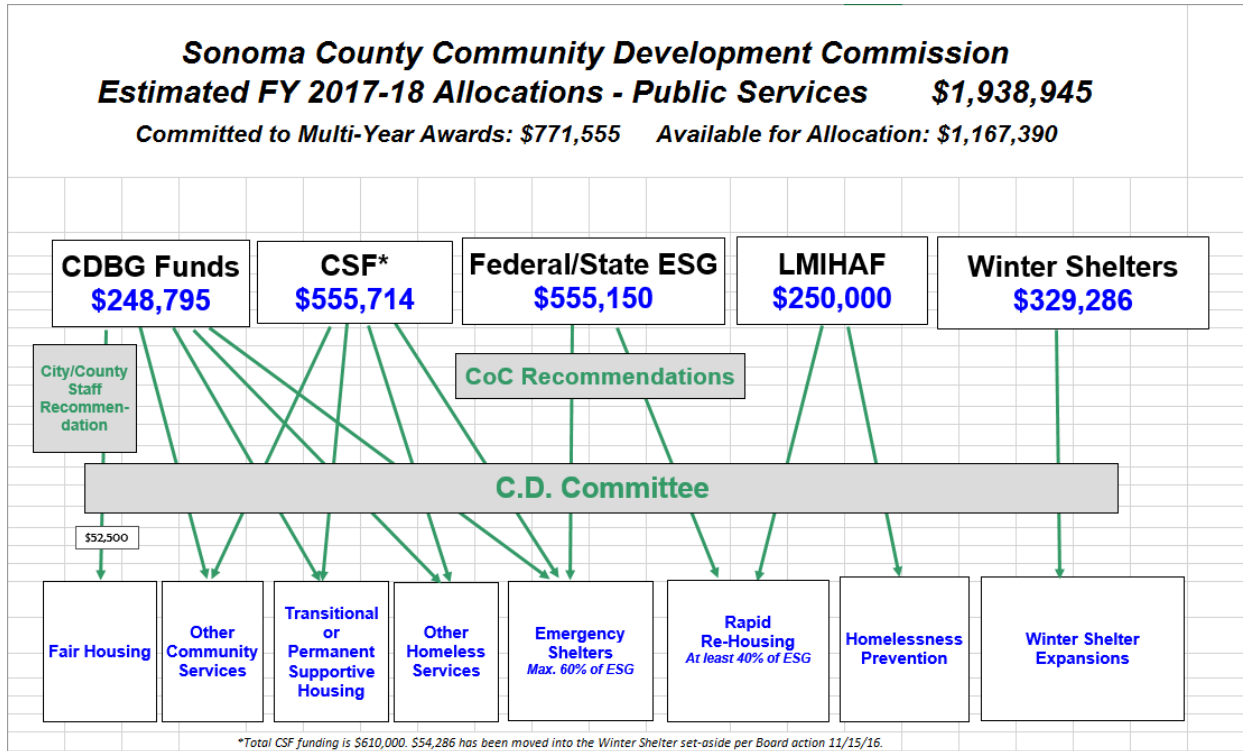 Sonoma County Community Development Commission
Estimated FY 2017-18 Allocations - Public Services $1,938,945
Committed to Multi-Year Awards: $771,555 Available for Allocation: $1,167,390
CDBG Funds
$248,795
CSF*
$555,714
Federal/State ESG
$555,150
LMIHAF
$250,000
Winter Shelters
$329,286
City/County
Staff
Recommen-
dation
CoC Recommendations
C.D. Committee
$52,500
Fair Housing
Other
Community
Services
Transitional
or
Permanent
Supportive
Housing
Other
Homeless
Services
Emergency
Shelters
Max. 60% of ESG
Rapid
Re-Housing
At least 40% of ESG
Homelessness
Prevention
Winter Shelter
Expansions
*Total CSF funding is $610,000. $54,286 has been moved into the Winter Shelter set-aside per Board action 11/15/16.